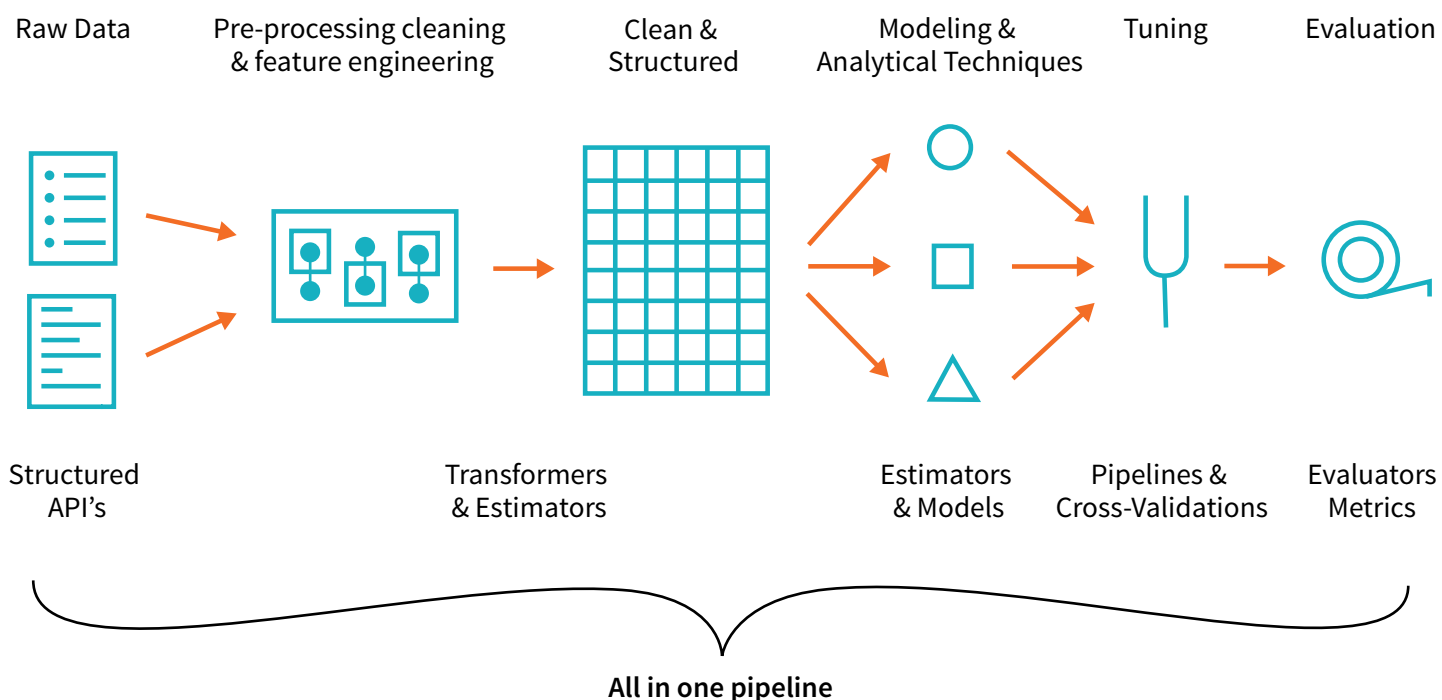 Raw Data
Pre-processing cleaning
& feature engineering
Clean &
Structured
Modeling &
Analytical Techniques
Tuning
Evaluation
Structured
API’s
Transformers
& Estimators
Estimators
& Models
Pipelines &
Cross-Validations
Evaluators
Metrics
All in one pipeline